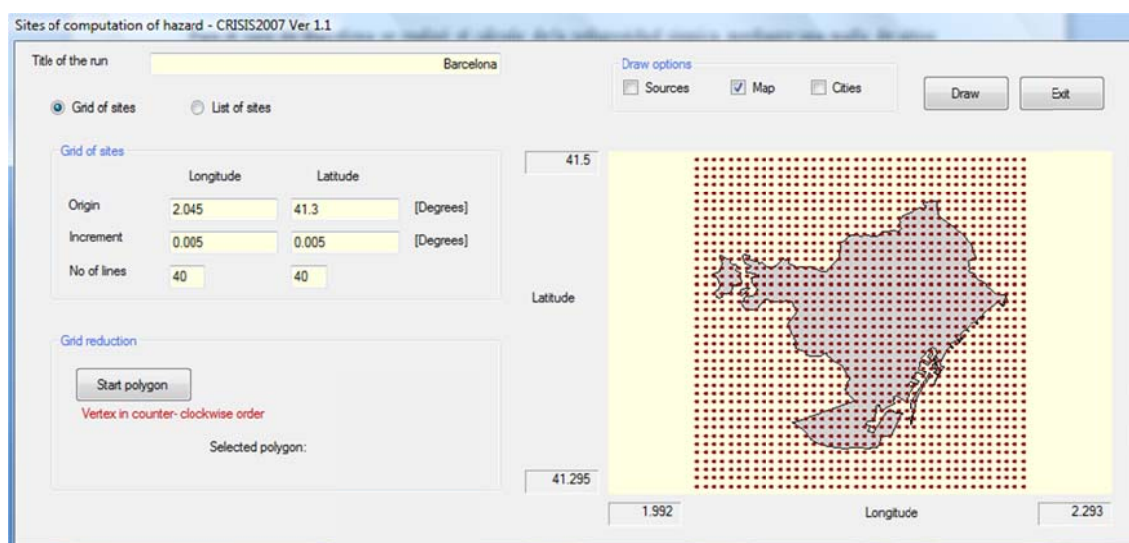 Sites of computation of hazard - CRISIS2007 Ver 1.1
Title of the run Barcelona
Draw options
Sources Map Cities
Draw Exit
Grid of sites List of sites
Grid of sites
Longitude Latitude
Origin 2.045 41.3 [Degrees]
Increment 0.005 0.005 [Degrees]
No of lines 40 40
41.5
Latitude
41.295
1.992 Longitude 2.293
Grid reduction
Start polygon
Vertex in counter- clockwise order
Selected polygon: